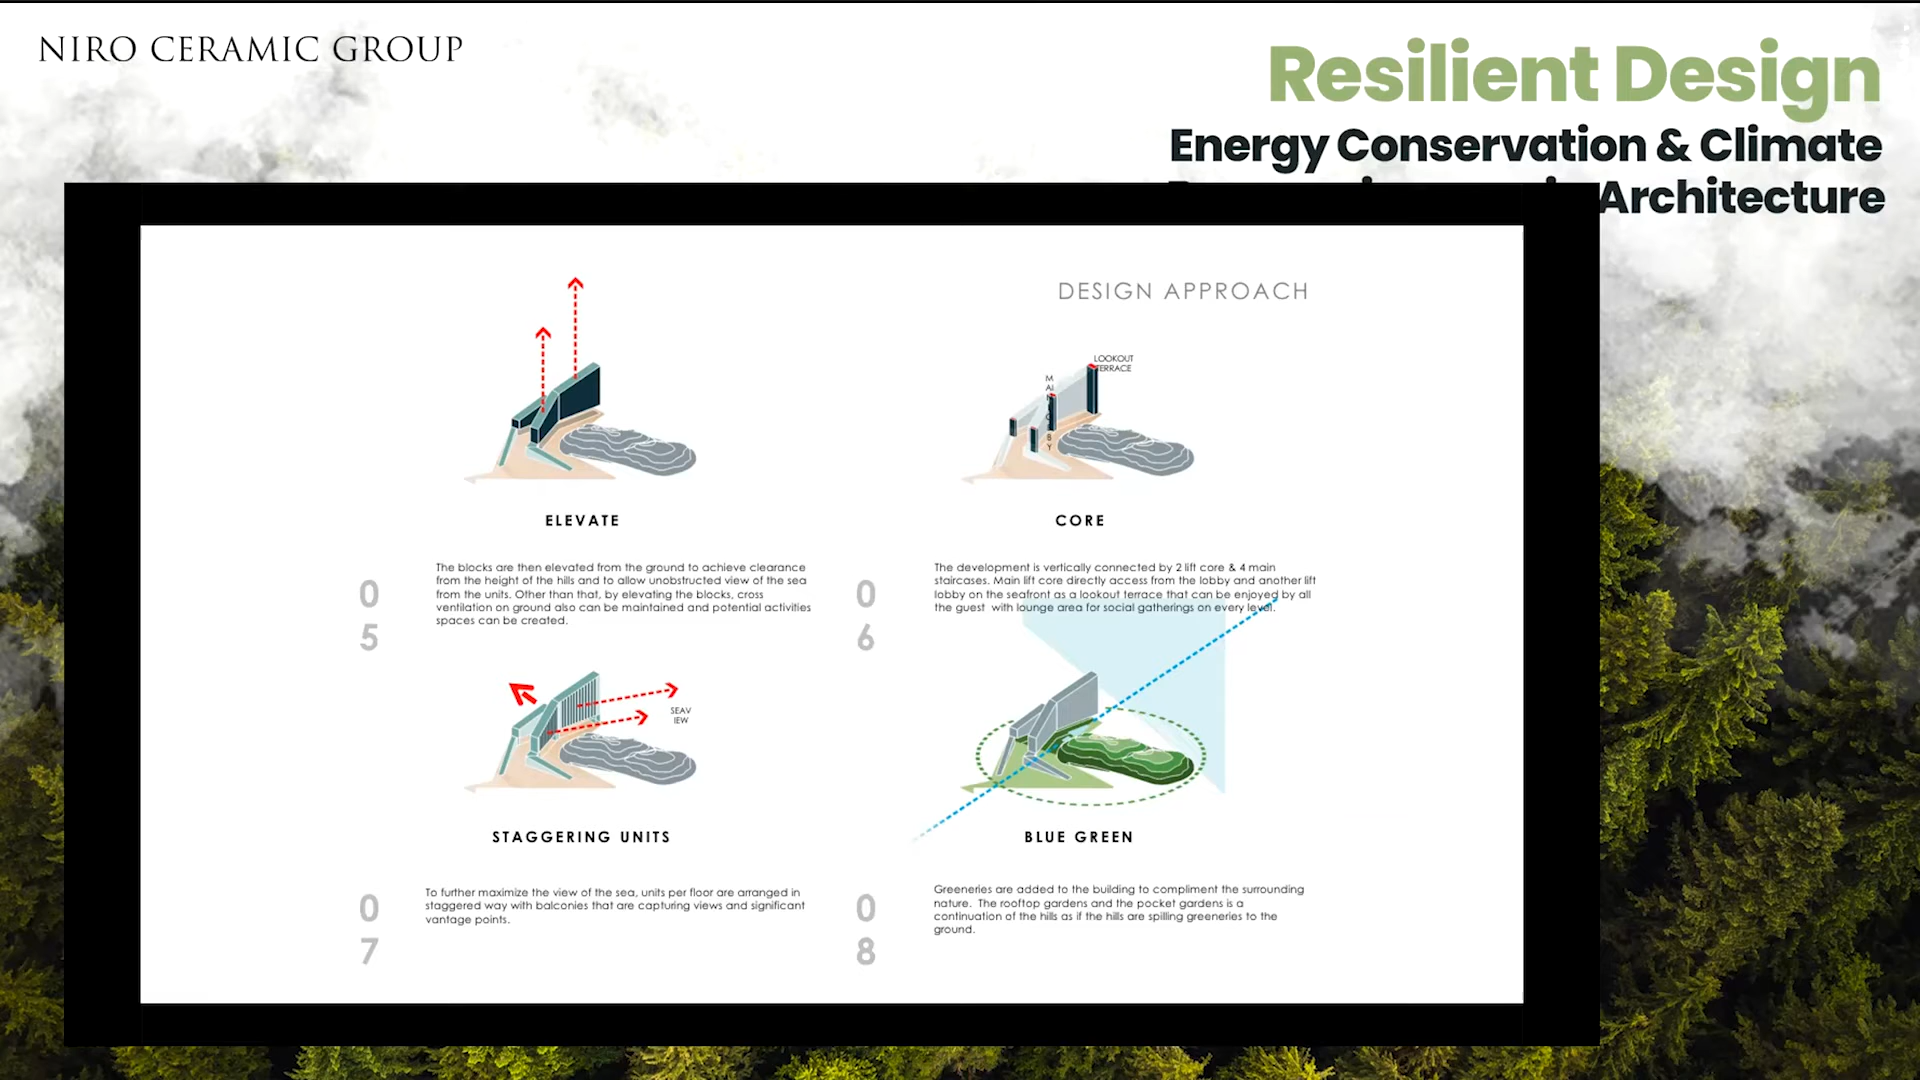 NIRO CERAMIC GROUP
Resilient Design
Energy Conservation & Climate
Architecture
DESIGN APPROACH
LOOKOUT
TERRACE
M
AI
B
Y
ELEVATE
CORE
05
The blocks are then elevated from the ground to achieve clearance
from the height of the hills and to allow unobstructed view of the sea
from the units. Other than that, by elevating the blocks, cross
ventilation on ground also can be maintained and potential activities
spaces can be created.
06
The development is vertically connected by 2 lift core & 4 main
staircases. Main lift core directly access from the lobby and another lift
lobby on the seafront as a lookout terrace that can be enjoyed by all
the guest with lounge area for social gatherings on every level.
SEAV
IEW
STAGGERING UNITS
BLUE GREEN
07
To further maximize the view of the sea, units per floor are arranged in
staggered way with balconies that are capturing views and significant
vantage points.
08
Greeneries are added to the building to compliment the surrounding
nature. The rooftop gardens and the pocket gardens is a
continuation of the hills as if the hills are spilling greeneries to the
ground.